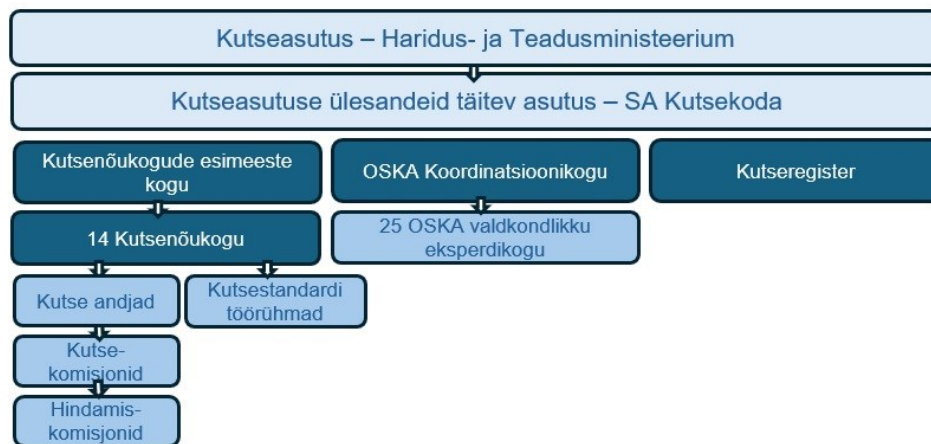 Kutseasutus – Haridus- ja Teadusministeerium
Kutseasutuse ülesandeid täitev asutus – SA Kutsekoda
Kutsenõukogude esimeeste
kogu
OSKA Koordinatsioonikogu
Kutseregister
14 Kutsenõukogu
25 OSKA valdkondlikku
eksperdikogu
Kutse andjad
Kutsestandardi
töörühmad
Kutse-
komisjonid
Hindamis-
komisjonid